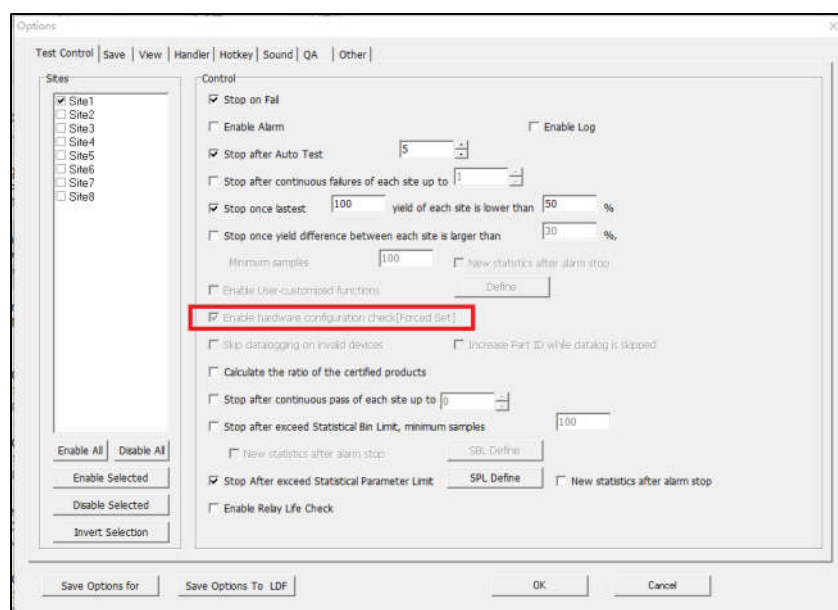 Options
Test Control Save View Handler Hotkey Sound QA Other
Sites
Site1
Site2
Site3
Site4
Site5
Site6
Site7
Site8
Enable All Disable All
Enable Selected
Disable Selected
Invert Selection
Control
Stop on Fail
Enable Alarm Enable Log
Stop after Auto Test 5
Stop after continuous failures of each site up to 1
Stop once lastest 100 yield of each site is lower than 50 %
Stop once yield difference between each site is larger than 30 %,
Minimum samples 100 New statistics after alarm stop
Enable User-customized functions Define
Enable hardware configuration check[Forced Set]
Skip datalogging on invalid devices Increase Part ID while datalog is skipped
Calculate the ratio of the certified products
Stop after continuous pass of each site up to 0
Stop after exceed Statistical Bin Limit, minimum samples 100
New statistics after alarm stop SBL Define
Stop After exceed Statistical Parameter Limit SPL Define New statistics after alarm stop
Enable Relay Life Check
Save Options for Save Options To LDF OK Cancel